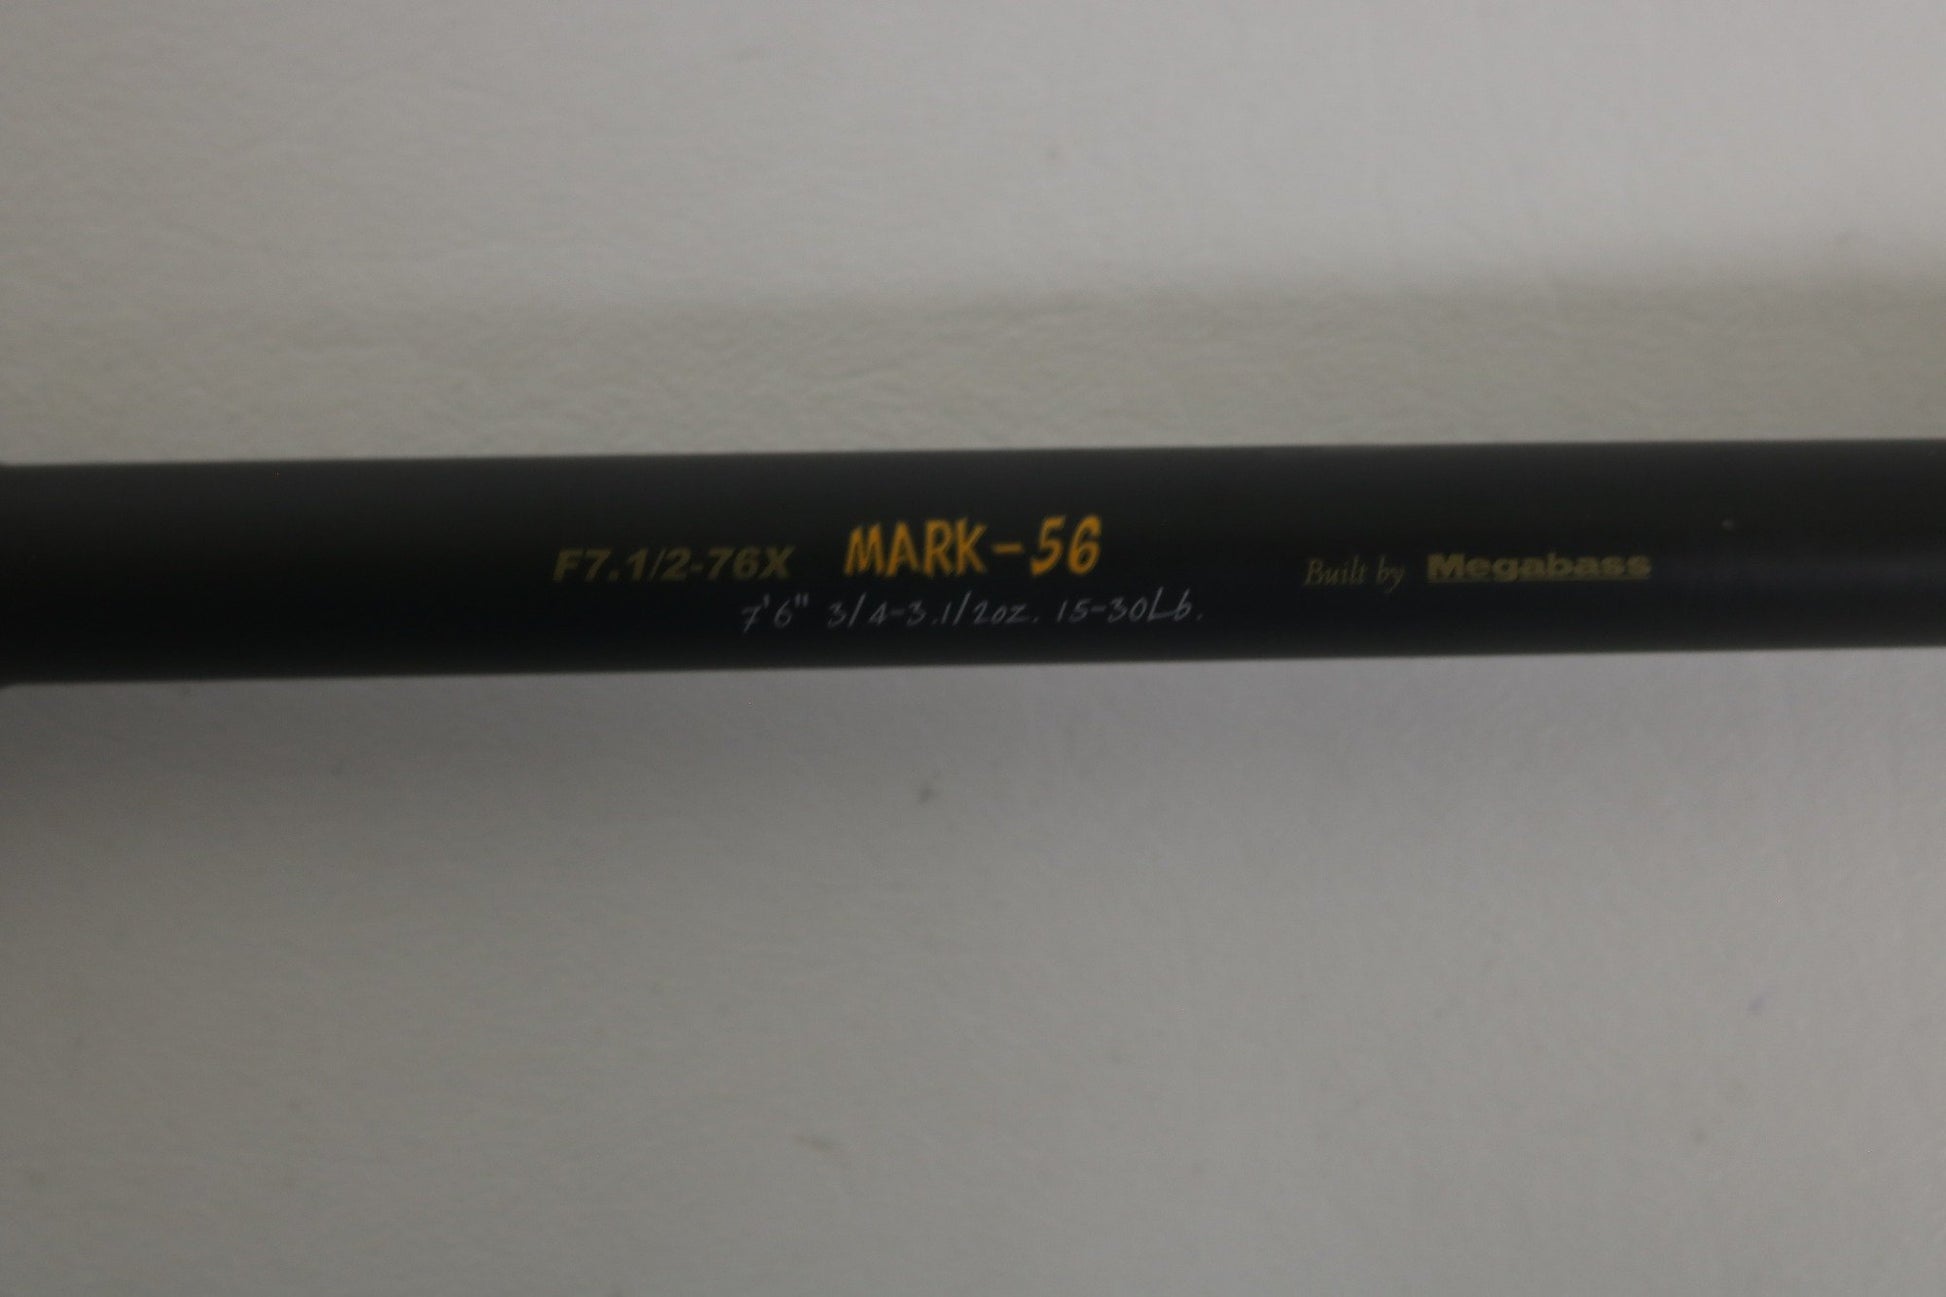 F7.1/2-76X MARK-56 Built by Megabass
7'6" 3/4-3.1/2oz. 15-30Lb.